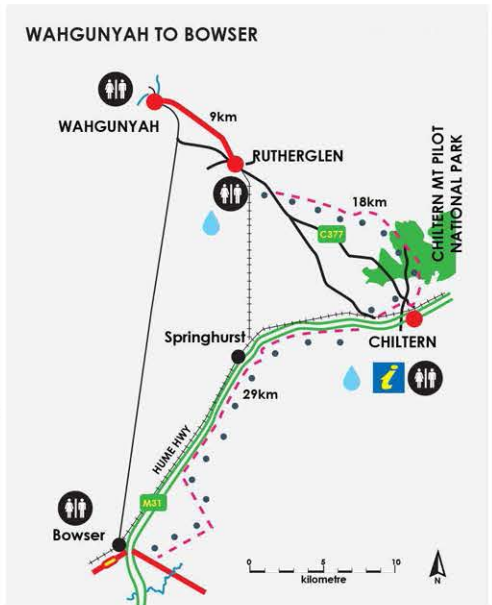 WAHGUNYAH TO BOWSER
9km
WAHGUNYAH
RUTHERGLEN
18km
C377
CHILTERN MT PILOT
NATIONAL PARK
Springhurst
CHILTERN
i
29km
HUME HWY
M31
Bowser
0 5 10
kilometre
N